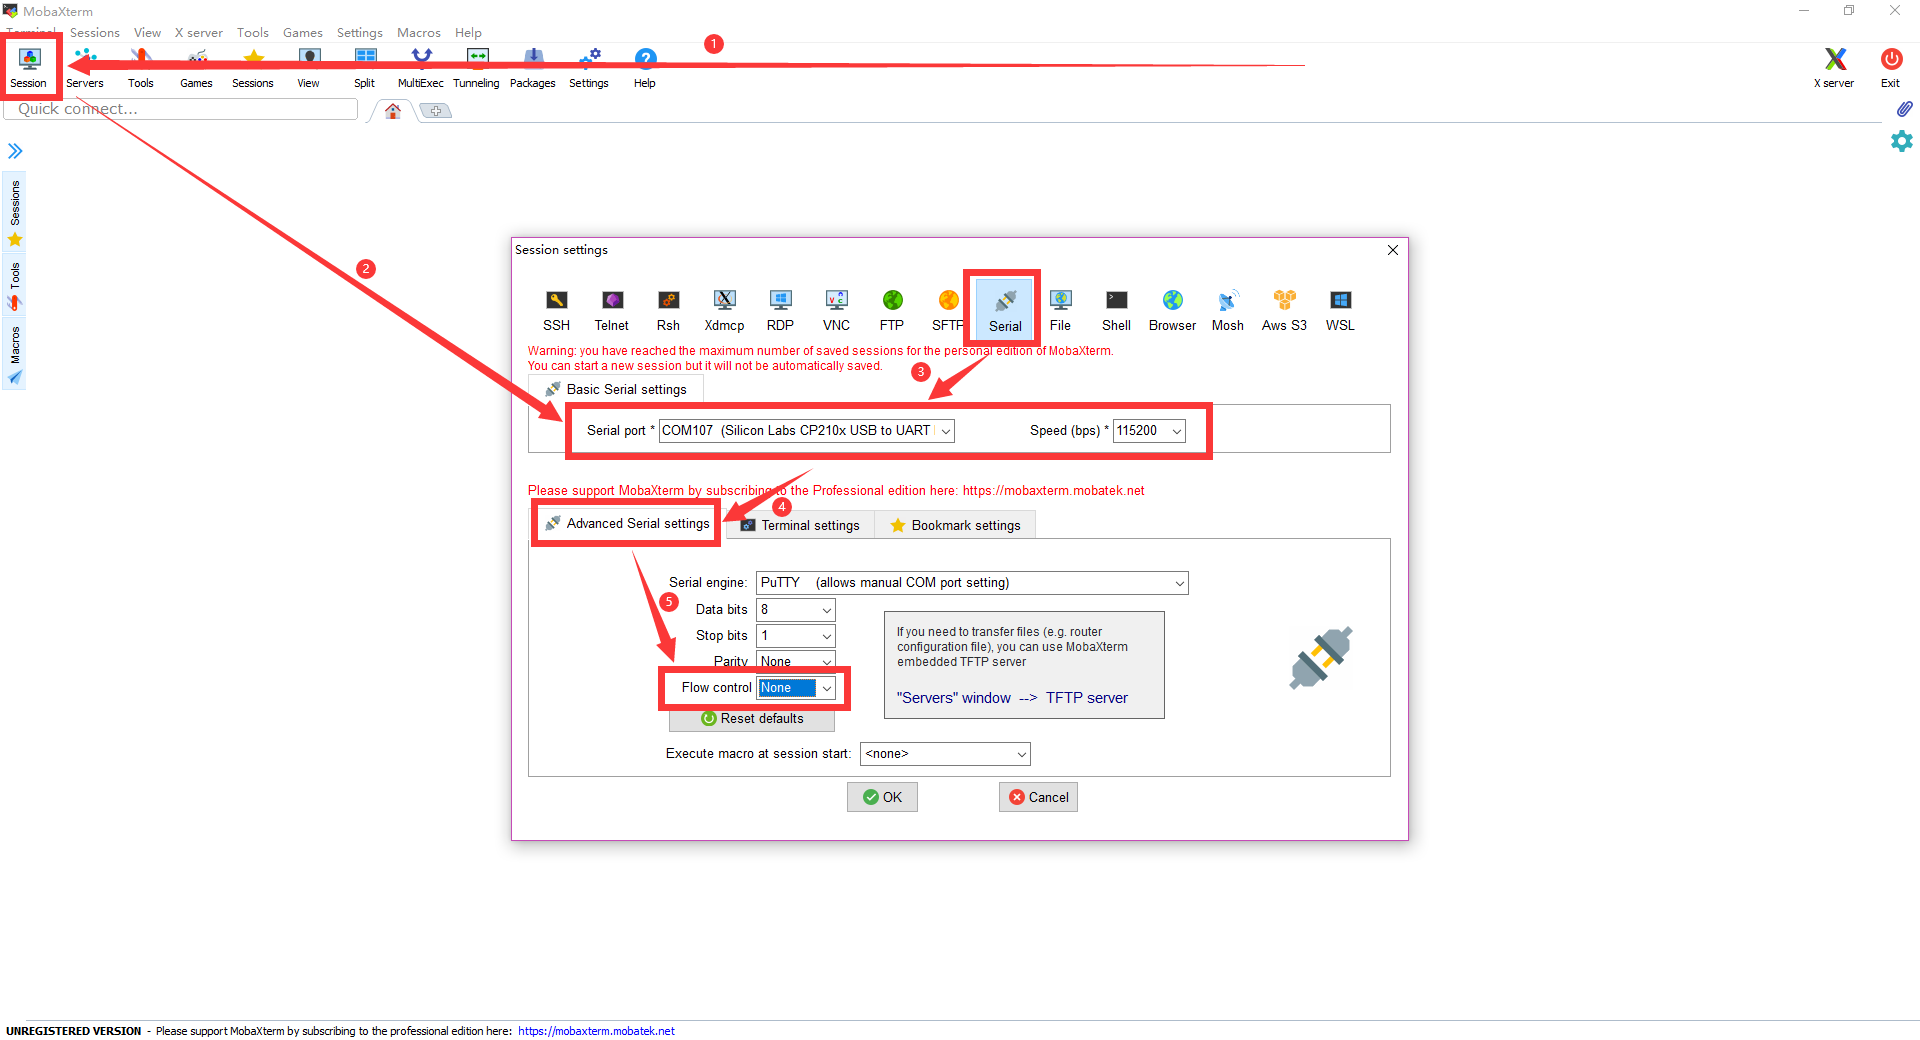 MobaXterm
Terminal Sessions View X server Tools Games Settings Macros Help
1
Session Servers Tools Games Sessions View Split MultiExec Tunneling Packages Settings Help X server Exit
Quick connect...
Sessions
Tools
Macros
2
Session settings
SSH Telnet Rsh Xdmcp RDP VNC FTP SFTP Serial File Shell Browser Mosh Aws S3 WSL
Warning: you have reached the maximum number of saved sessions for the personal edition of MobaXterm.
You can start a new session but it will not be automatically saved.
3
Basic Serial settings
Serial port * COM107 (Silicon Labs CP210x USB to UART Speed (bps) * 115200
Please support MobaXterm by subscribing to the Professional edition here: https://mobaxterm.mobatek.net
4
Advanced Serial settings Terminal settings Bookmark settings
Serial engine: PuTTY (allows manual COM port setting)
5
Data bits 8
Stop bits 1
Parity None
Flow control None
Reset defaults
If you need to transfer files (e.g. router
configuration file), you can use MobaXterm
embedded TFTP server
"Servers" window --> TFTP server
Execute macro at session start: <none>
OK Cancel
UNREGISTERED VERSION - Please support MobaXterm by subscribing to the professional edition here: https://mobaxterm.mobatek.net